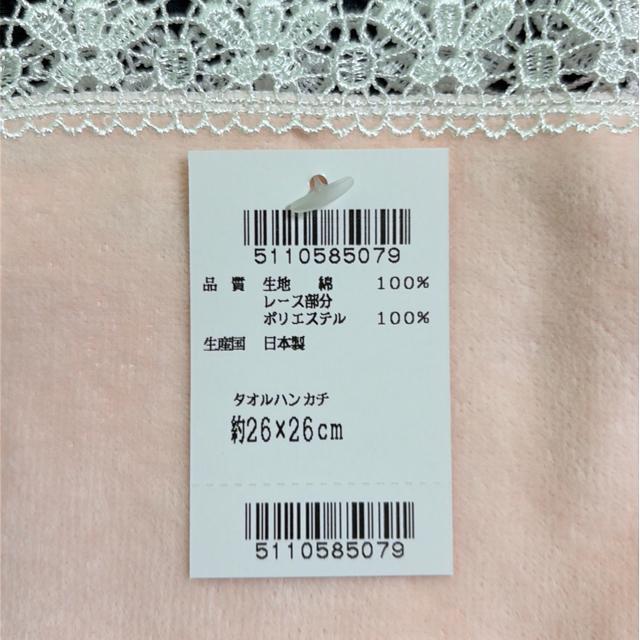 5110585079
品 質 生地 綿 100%
レース部分
ポリエステル 100%
生産国 日本製
タオルハンカチ
約26×26cm
5110585079